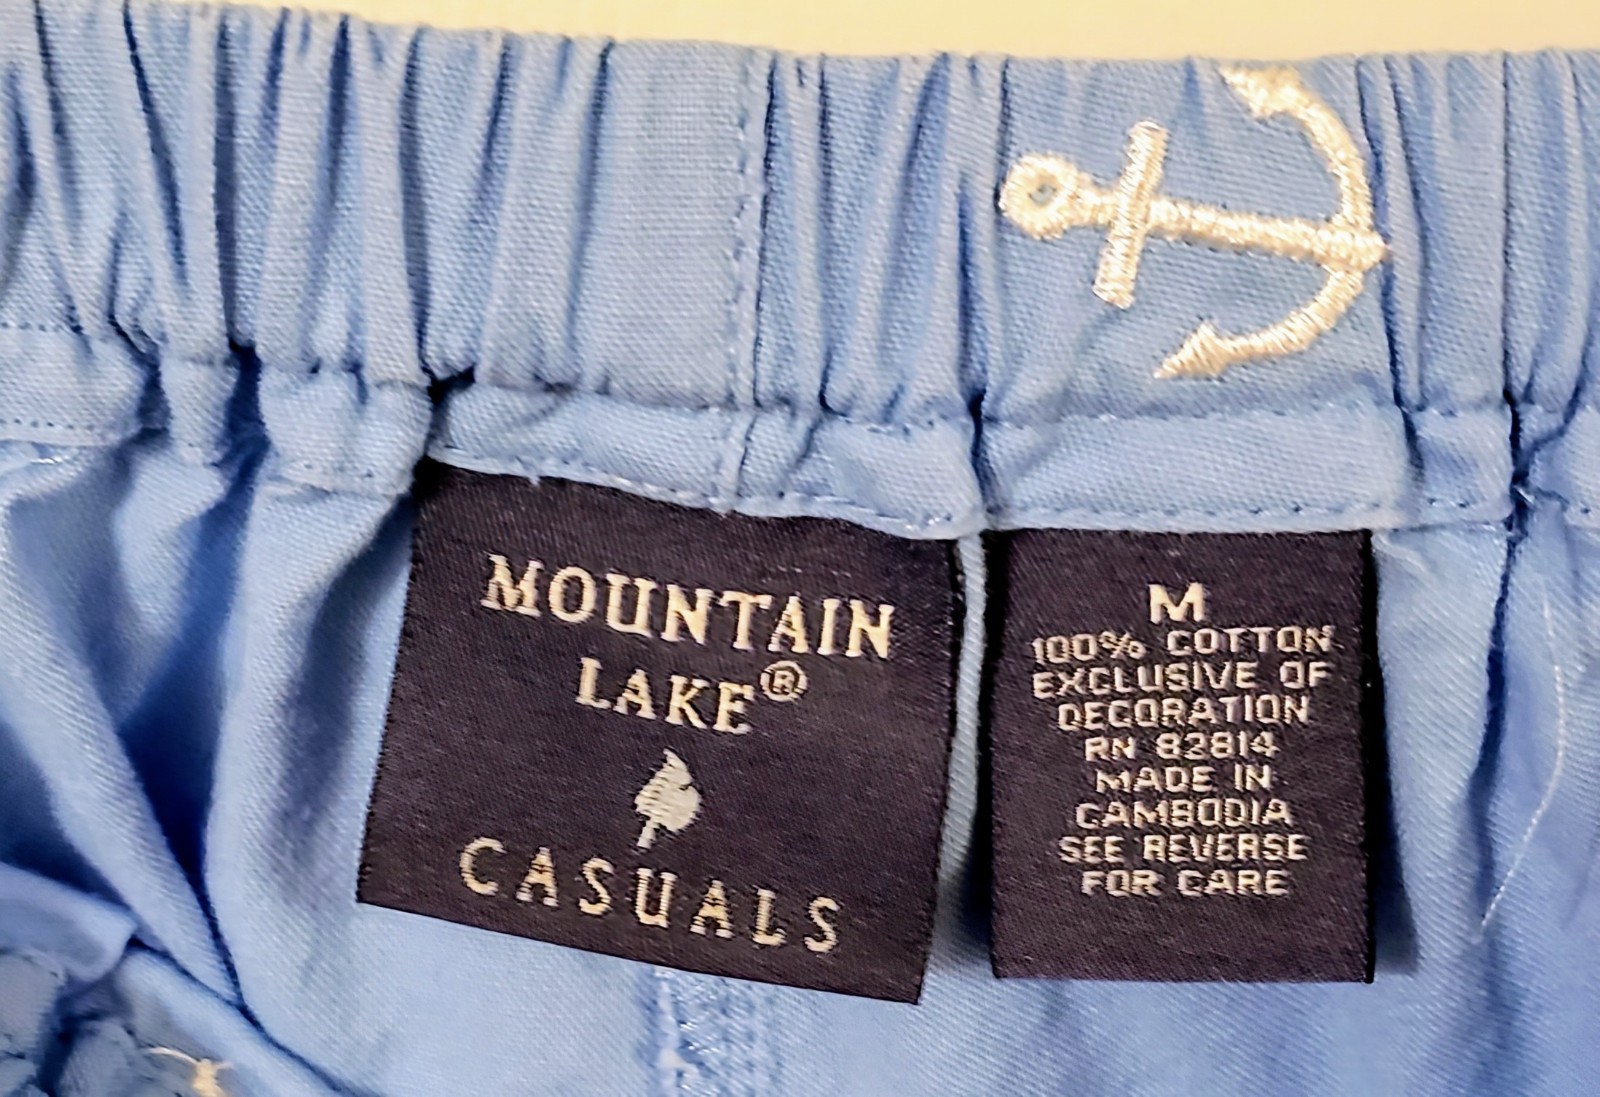 MOUNTAIN
LAKE®
CASUALS
M
100% COTTON
EXCLUSIVE OF
DECORATION
RN 82814
MADE IN
CAMBODIA
SEE REVERSE
FOR CARE